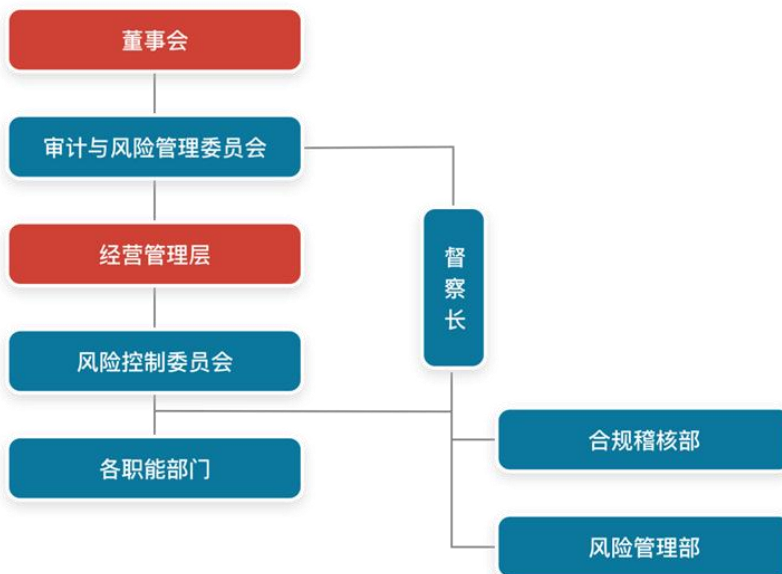 董事会
审计与风险管理委员会
经营管理层
督察长
风险控制委员会
各职能部门
合规稽核部
风险管理部